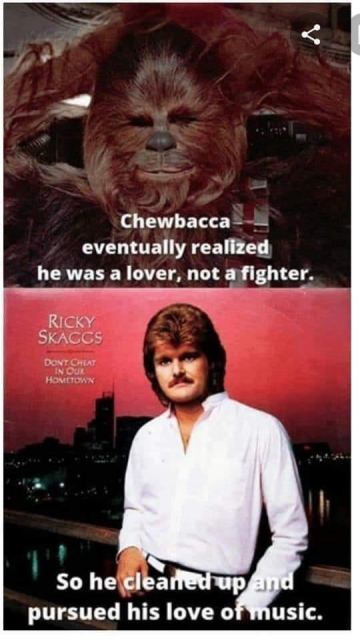 Chewbacca
eventually realized
he was a lover, not a fighter.
RICKY
SKAGGS
DON'T CHEAT
IN OUR
HOMETOWN
So he cleaned up and
pursued his love of music.